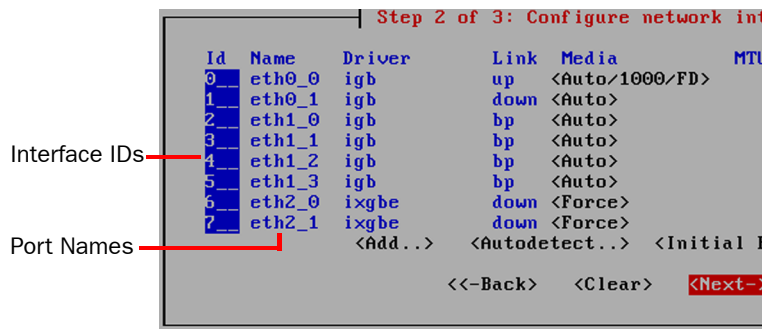 Step 2 of 3: Configure network int
Id Name Driver Link Media MTU
0__ eth0_0 igb up <Auto/1000/FD>
1__ eth0_1 igb down <Auto>
2__ eth1_0 igb bp <Auto>
3__ eth1_1 igb bp <Auto>
Interface IDs
4__ eth1_2 igb bp <Auto>
5__ eth1_3 igb bp <Auto>
6__ eth2_0 ixgbe down <Force>
7__ eth2_1 ixgbe down <Force>
Port Names
<Add..> <Autodetect..> <Initial
<<-Back> <Clear> <Next->